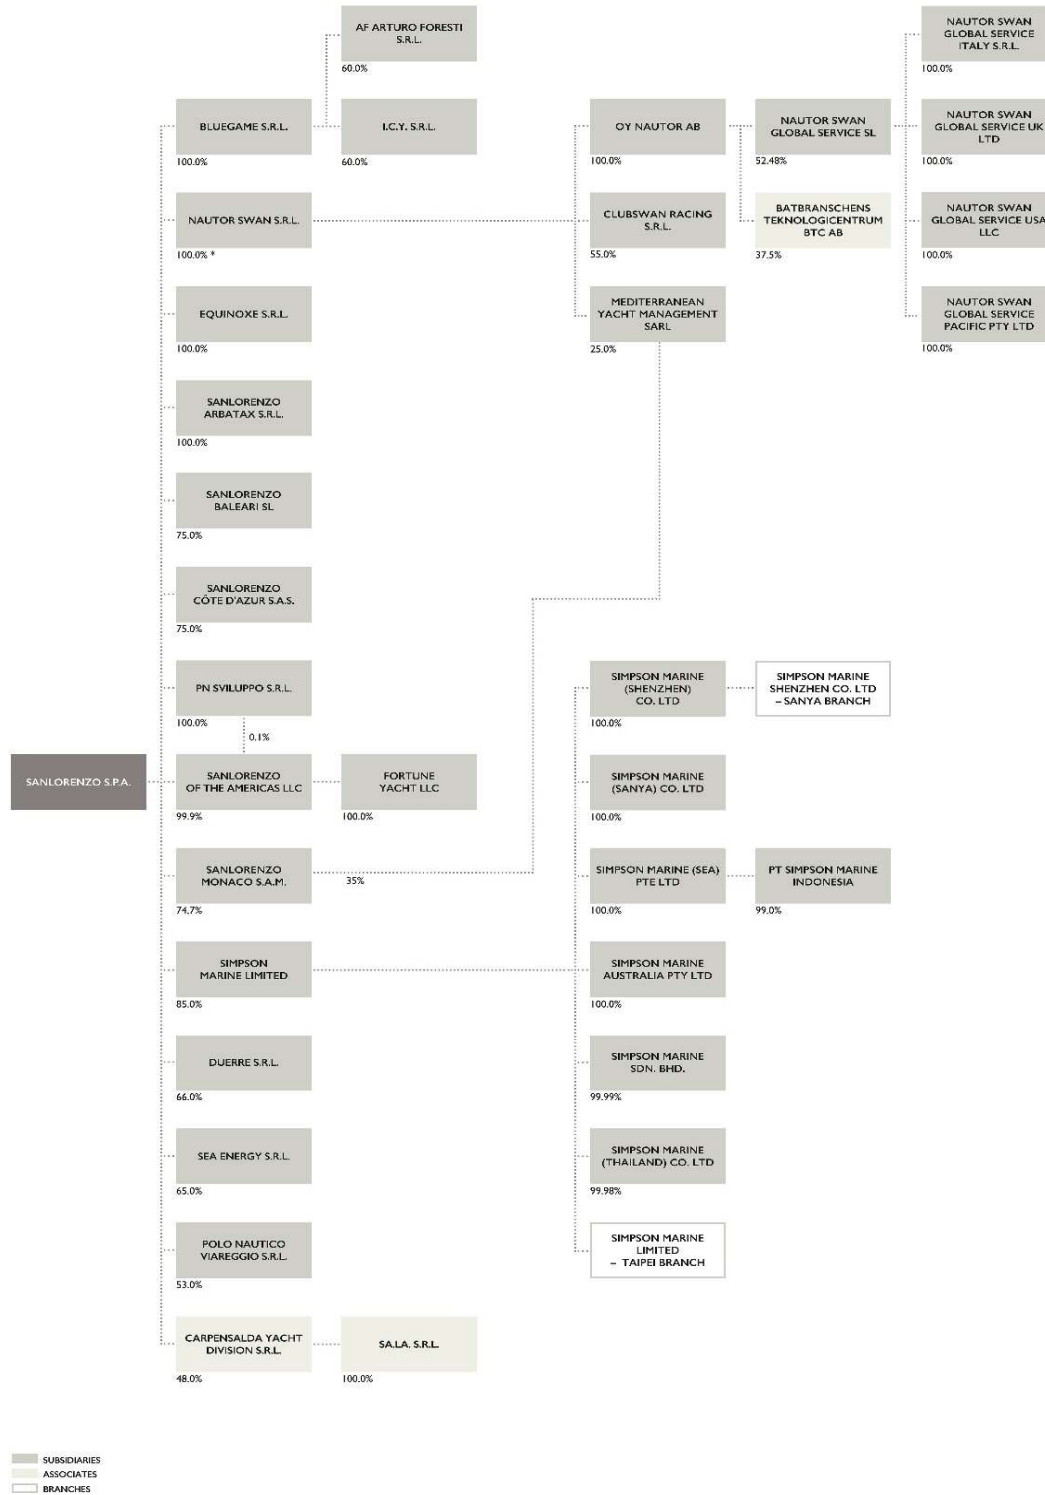 AF ARTURO FORESTI
S.R.L.
60.0%
NAUTOR SWAN
GLOBAL SERVICE
ITALY S.R.L.
100.0%
BLUEGAME S.R.L.
100.0%
I.C.Y. S.R.L.
60.0%
OY NAUTOR AB
100.0%
NAUTOR SWAN
GLOBAL SERVICE SL
52.48%
NAUTOR SWAN
GLOBAL SERVICE UK
LTD
100.0%
NAUTOR SWAN S.R.L.
100.0% *
CLUBSWAN RACING
S.R.L.
55.0%
BATBRANSCHENS
TEKNOLOGICENTRUM
BTC AB
37.5%
NAUTOR SWAN
GLOBAL SERVICE USA
LLC
100.0%
EQUINOXE S.R.L.
100.0%
MEDITERRANEAN
YACHT MANAGEMENT
SARL
25.0%
NAUTOR SWAN
GLOBAL SERVICE
PACIFIC PTY LTD
100.0%
SANLORENZO
ARBATAX S.R.L.
100.0%
SANLORENZO
BALEARI SL
75.0%
SANLORENZO
CÔTE D'AZUR S.A.S.
75.0%
PN SVILUPPO S.R.L.
100.0%
0.1%
SIMPSON MARINE
(SHENZHEN)
CO. LTD
100.0%
SIMPSON MARINE
SHENZHEN CO. LTD
– SANYA BRANCH
SANLORENZO S.P.A.
SANLORENZO
OF THE AMERICAS LLC
99.9%
FORTUNE
YACHT LLC
100.0%
SIMPSON MARINE
(SANYA) CO. LTD
100.0%
SANLORENZO
MONACO S.A.M.
74.7%
35%
SIMPSON MARINE (SEA)
PTE LTD
100.0%
PT SIMPSON MARINE
INDONESIA
99.0%
SIMPSON
MARINE LIMITED
85.0%
SIMPSON MARINE
AUSTRALIA PTY LTD
100.0%
DUERRE S.R.L.
66.0%
SIMPSON MARINE
SDN. BHD.
99.99%
SEA ENERGY S.R.L.
65.0%
SIMPSON MARINE
(THAILAND) CO. LTD
99.98%
POLO NAUTICO
VIAREGGIO S.R.L.
53.0%
SIMPSON MARINE
LIMITED
– TAIPEI BRANCH
CARPENSALDA YACHT
DIVISION S.R.L.
48.0%
SA.LA. S.R.L.
100.0%
SUBSIDIARIES
ASSOCIATES
BRANCHES